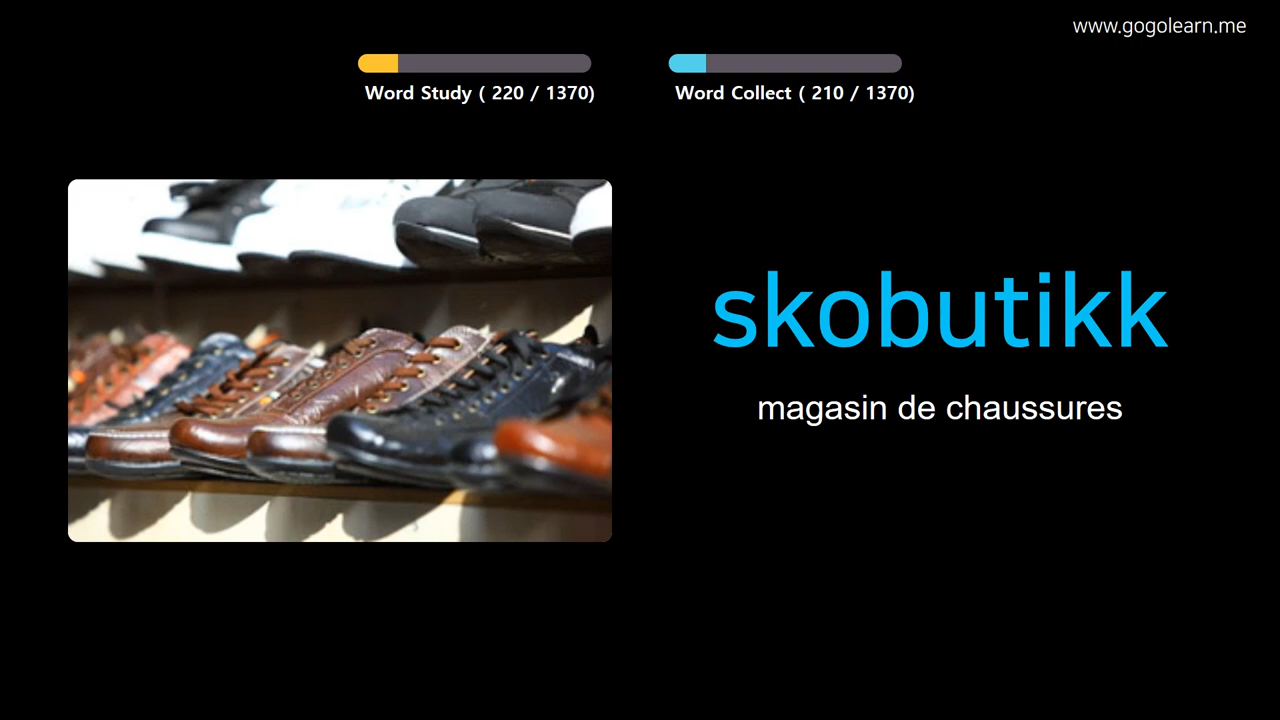 www.gogolearn.me
Word Study ( 220 / 1370)
Word Collect ( 210 / 1370)
skobutikk
magasin de chaussures